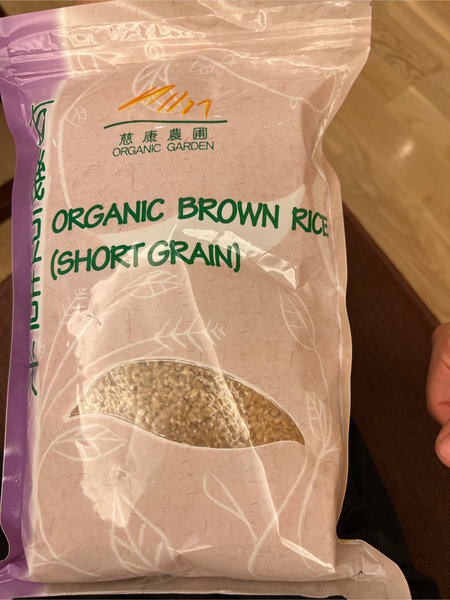 慈康農圃
ORGANIC GARDEN
ORGANIC BROWN RICE
(SHORT GRAIN)